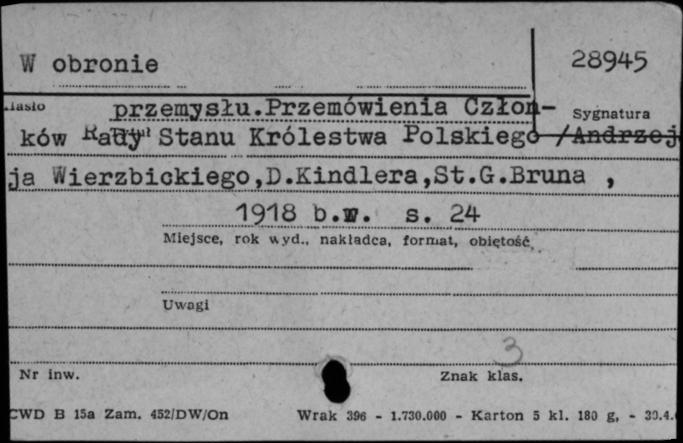 W obronie
28945
Hasło
przemysłu.Przemówienia Człon-
Sygnatura
ków Rady Stanu Królestwa Polskiego /Andrzej
ja Wierzbickiego,D.Kindlera,St.G.Bruna ,
1918 b.w. s. 24
Miejsce, rok wyd., nakładca, format, objętość
Uwagi
3
Nr inw.
Znak klas.
CWD B 15a Zam. 452/DW/On
Wrak 396 - 1.730.000 - Karton 5 kl. 180 g, - 30.4.